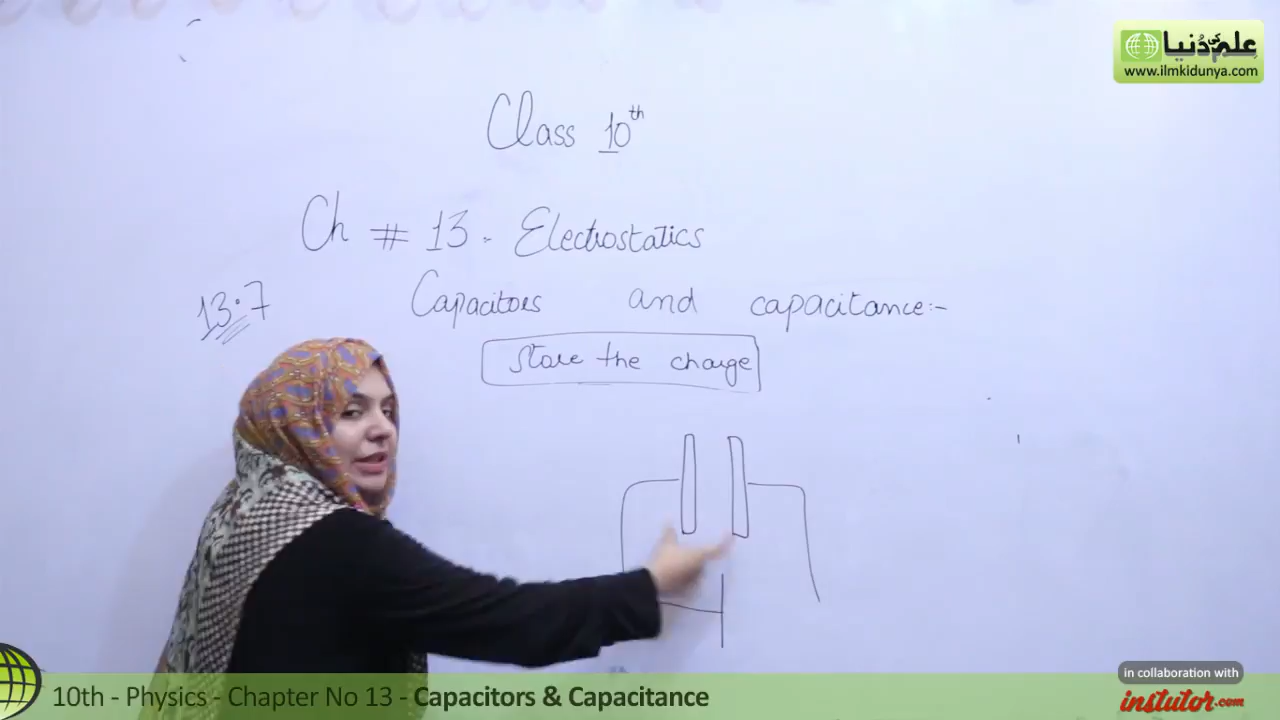 علم کی دُنیا
www.ilmkidunya.com
Class 10th
Ch # 13. Electrostatics
13.7 Capacitors and capacitance:-
Store the charge
in collaboration with
instutor.com
10th - Physics - Chapter No 13 - Capacitors & Capacitance